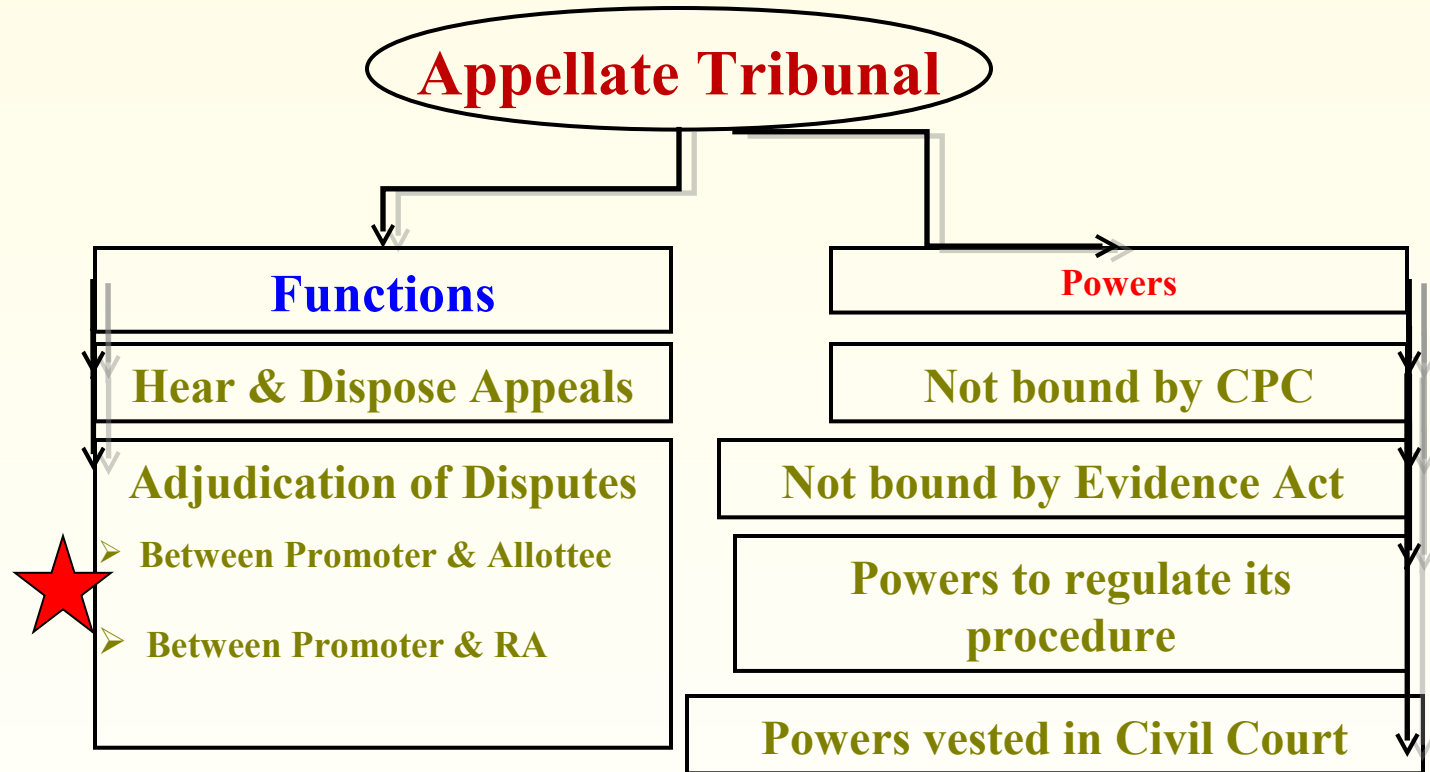 Appellate Tribunal
Functions
Hear & Dispose Appeals
Adjudication of Disputes
➢ Between Promoter & Allottee
➢ Between Promoter & RA
Powers
Not bound by CPC
Not bound by Evidence Act
Powers to regulate its
procedure
Powers vested in Civil Court